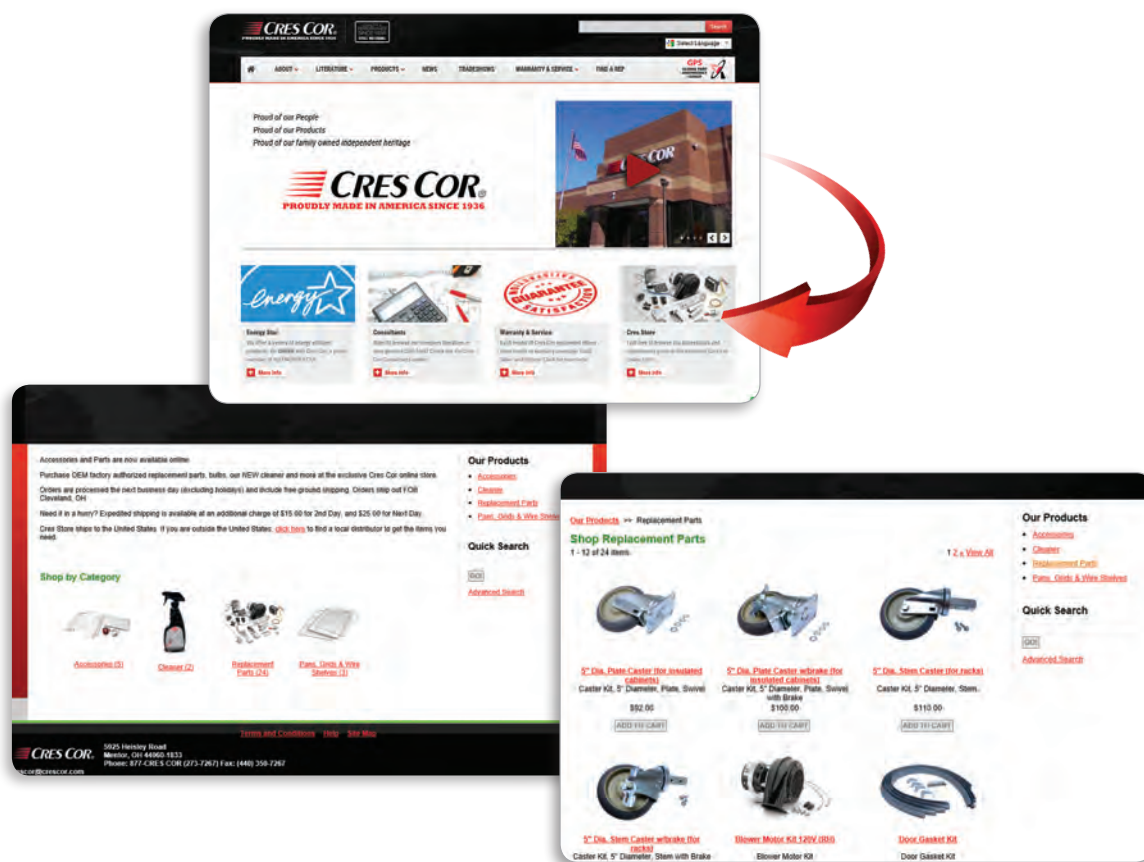 CRES COR®
PROUDLY MADE IN AMERICA SINCE 1936
Search
Select Language
ABOUT
LITERATURE
PRODUCTS
NEWS
TRADESHOWS
WARRANTY & SERVICE
FIND A REP
GPS
Proud of our People
Proud of our Products
Proud of our family owned independent heritage
CRES COR®
PROUDLY MADE IN AMERICA SINCE 1936
CRES COR
energy
GUARANTEE
SATISFACTION
Energy Star
Consultants
Warranty & Service
Cres Store
More Info
More Info
More Info
More Info
Accessories and Parts are now available online.
Purchase OEM factory authorized replacement parts, bulbs, our NEW cleaner and more at the exclusive Cres Cor online store.
Orders are processed the next business day (excluding holidays) and include free ground shipping. Orders ship out FOB
Cleveland, OH.
Need it in a hurry? Expedited shipping is available at an additional charge of $15.00 for 2nd Day, and $25.00 for Next Day.
Cres Store ships to the United States. If you are outside the United States, click here to find a local distributor to get the items you
need.
Our Products
Accessories
Cleaner
Replacement Parts
Pans, Grids & Wire Shelves
Quick Search
GO!
Advanced Search
Shop by Category
Accessories (5)
Cleaner (2)
Replacement
Parts (24)
Pans, Grids & Wire
Shelves (3)
Terms and Conditions Help Site Map
CRES COR.
5925 Heisley Road
Mentor, OH 44060-1833
Phone: 877-CRES COR (273-7267) Fax: (440) 350-7267
scor@crescor.com
Our Products >> Replacement Parts
Shop Replacement Parts
1 - 12 of 24 items
1 2 » View All
5" Dia. Plate Caster (for insulated
cabinets)
Caster Kit, 5" Diameter, Plate, Swivel
$92.00
ADD TO CART
5" Dia. Plate Caster w/brake (for
insulated cabinets)
Caster Kit, 5" Diameter, Plate, Swivel
with Brake
$100.00
ADD TO CART
5" Dia. Stem Caster (for racks)
Caster Kit, 5" Diameter, Stem
$110.00
ADD TO CART
5" Dia. Stem Caster w/brake (for
racks)
Caster Kit, 5" Diameter, Stem with Brake
Blower Motor Kit 120V (RH)
Blower Motor Kit
Door Gasket Kit
Door Gasket Kit
Our Products
Accessories
Cleaner
Replacement Parts
Pans, Grids & Wire Shelves
Quick Search
GO!
Advanced Search